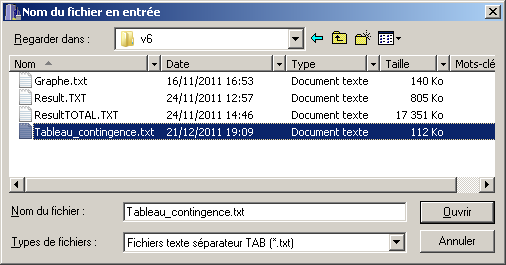 Nom du fichier en entrée
Regarder dans : v6
Nom Date Type Taille Mots-clé
Graphe.txt 16/11/2011 16:53 Document texte 140 Ko
Result.TXT 24/11/2011 12:57 Document texte 805 Ko
ResultTOTAL.TXT 24/11/2011 14:46 Document texte 17 351 Ko
Tableau_contingence.txt 21/12/2011 19:09 Document texte 112 Ko
Nom du fichier : Tableau_contingence.txt Ouvrir
Types de fichiers : Fichiers texte séparateur TAB (*.txt) Annuler